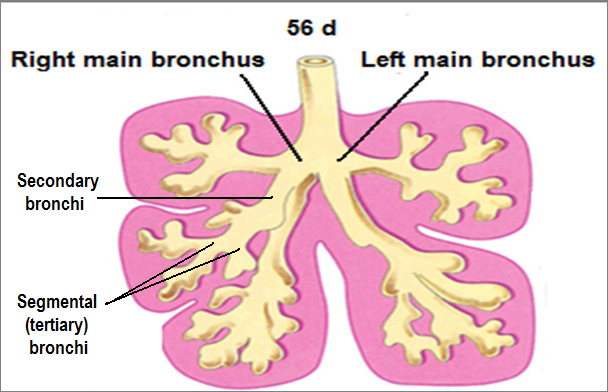 56 d
Right main bronchus
Left main bronchus
Secondary
bronchi
Segmental
(tertiary)
bronchi